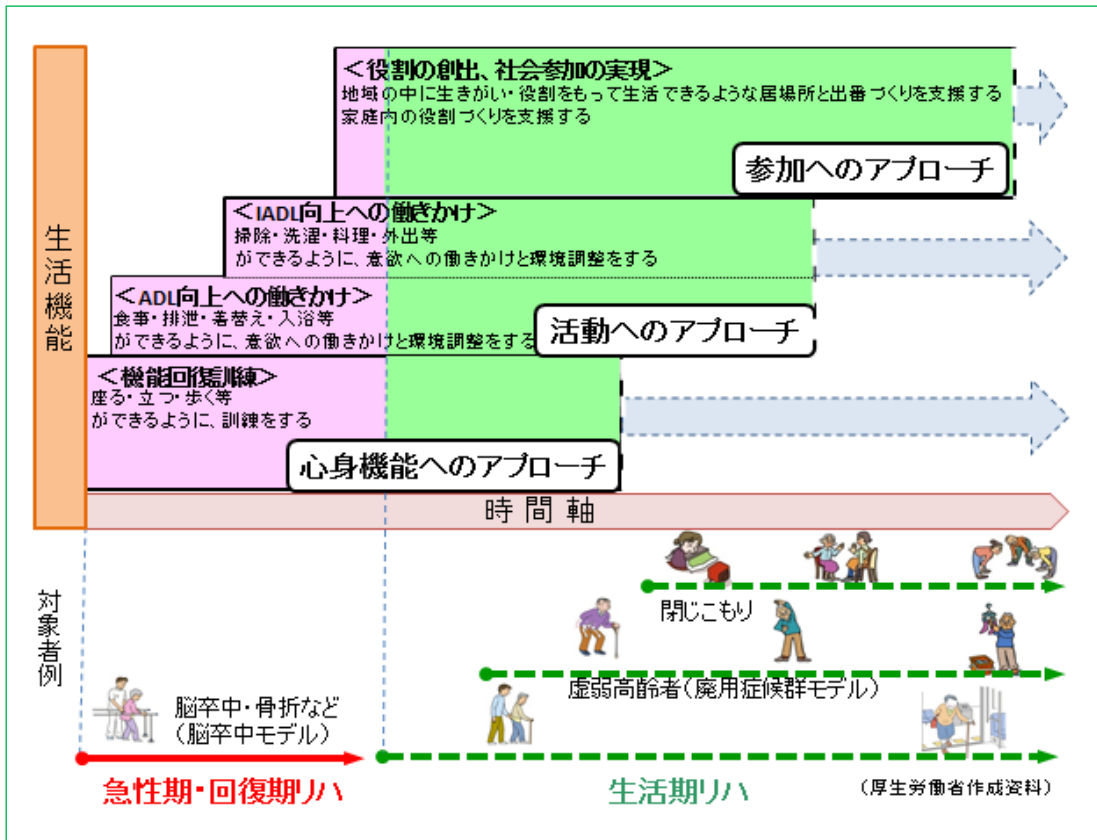 生活機能
＜役割の創出、社会参加の実現＞
地域の中に生きがい・役割をもって生活できるような居場所と出番づくりを支援する
家庭内の役割づくりを支援する
参加へのアプローチ
＜IADL向上への働きかけ＞
掃除・洗濯・料理・外出等
ができるように、意欲への働きかけと環境調整をする
＜ADL向上への働きかけ＞
食事・排泄・着替え・入浴等
ができるように、意欲への働きかけと環境調整をする
活動へのアプローチ
＜機能回復訓練＞
座る・立つ・歩く等
ができるように、訓練をする
心身機能へのアプローチ
時間軸
対象者例
閉じこもり
虚弱高齢者（廃用症候群モデル）
脳卒中・骨折など
（脳卒中モデル）
急性期・回復期リハ
生活期リハ
（厚生労働省作成資料）